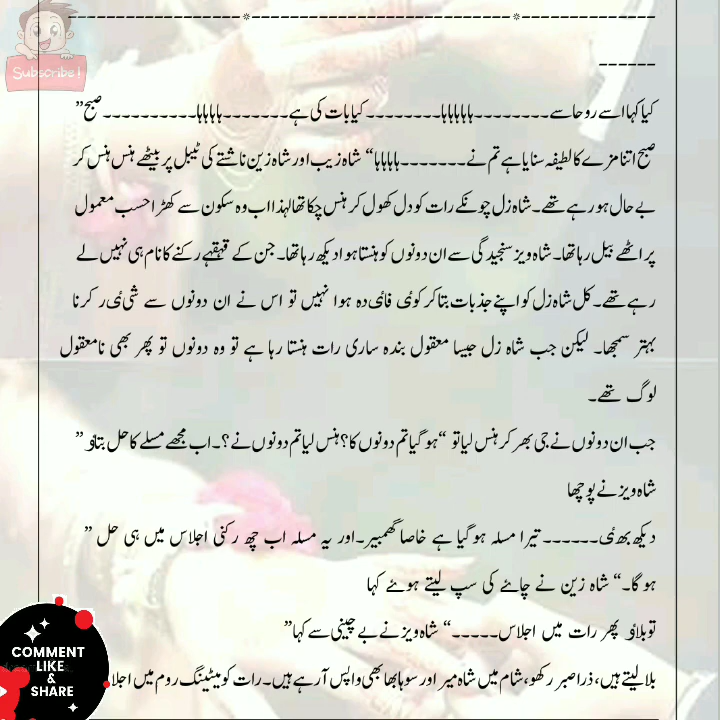 Subscribe!
-----------------*-----------------------*------------
------
کیا کہا اسے روحا سے۔۔۔۔۔۔۔۔ہاہاہاہا۔۔۔۔۔۔۔۔ کیا بات کی ہے۔۔۔۔۔۔۔ہاہاہا۔۔۔۔۔۔۔۔۔۔ صبح”
صبح اتنا مزے کا لطیفہ سنایا ہے تم نے۔۔۔۔۔۔۔ہاہاہا“ شاہ زیب اور شاہ زین ناشتے کی ٹیبل پر بیٹھے ہنس ہنس کر
بے حال ہو رہے تھے۔ شاہ زل چونکے رات کو دل کھول کر ہنس چکا تھا لہذا اب وہ سکون سے کھڑا حسب معمول
پراٹھے بیل رہا تھا۔ شاہ ویز سنجیدگی سے ان دونوں کو ہنستا ہوا دیکھ رہا تھا۔ جن کے قہقہے رکنے کا نام ہی نہیں لے
رہے تھے۔ کل شاہ زل کو اپنے جذبات بتا کر کوئ فائدہ ہوا نہیں تو اس نے ان دونوں سے شئیر کرنا
بہتر سمجھا۔ لیکن جب شاہ زل جیسا معقول بندہ ساری رات ہنستا رہا ہے تو وہ دونوں تو پھر بھی نامعقول
لوگ تھے۔
جب ان دونوں نے جی بھر کر ہنس لیا تو “ہو گیا تم دونوں کا؟ ہنس لیا تم دونوں نے؟۔ اب مجھے مسلے کا حل بتاؤ ”
شاہ ویز نے پوچھا
دیکھ بھئ۔۔۔۔۔۔ تیرا مسلہ ہو گیا ہے خاصا گھمبیر۔ اور یہ مسلہ اب چھ رکنی اجلاس میں ہی حل ”
ہو گا۔“ شاہ زین نے چائے کی سپ لیتے ہوئے کہا
تو بلاؤ پھر رات میں اجلاس۔۔۔۔۔“ شاہ ویز نے بے چینی سے کہا”
بلا لیتے ہیں، ذرا صبر رکھو، شام میں شاہ میر اور سوہا بھابھی واپس آ رہے ہیں۔ رات کو میٹینگ روم میں اجلا
COMMENT
LIKE
&
SHARE